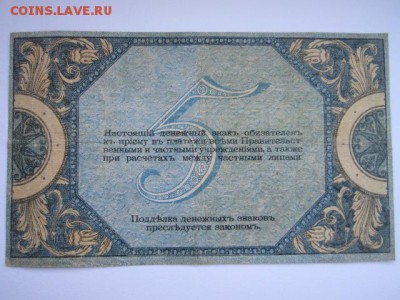 COINS.LAVE.RU
5
Настоящій денежный знакъ обязателенъ
къ пріему въ платежи всѣми Правительст
венными и частными учрежденіями, а также
при расчетахъ между частными лицами
Поддѣлка денежныхъ знаковъ
преслѣдуется закономъ.